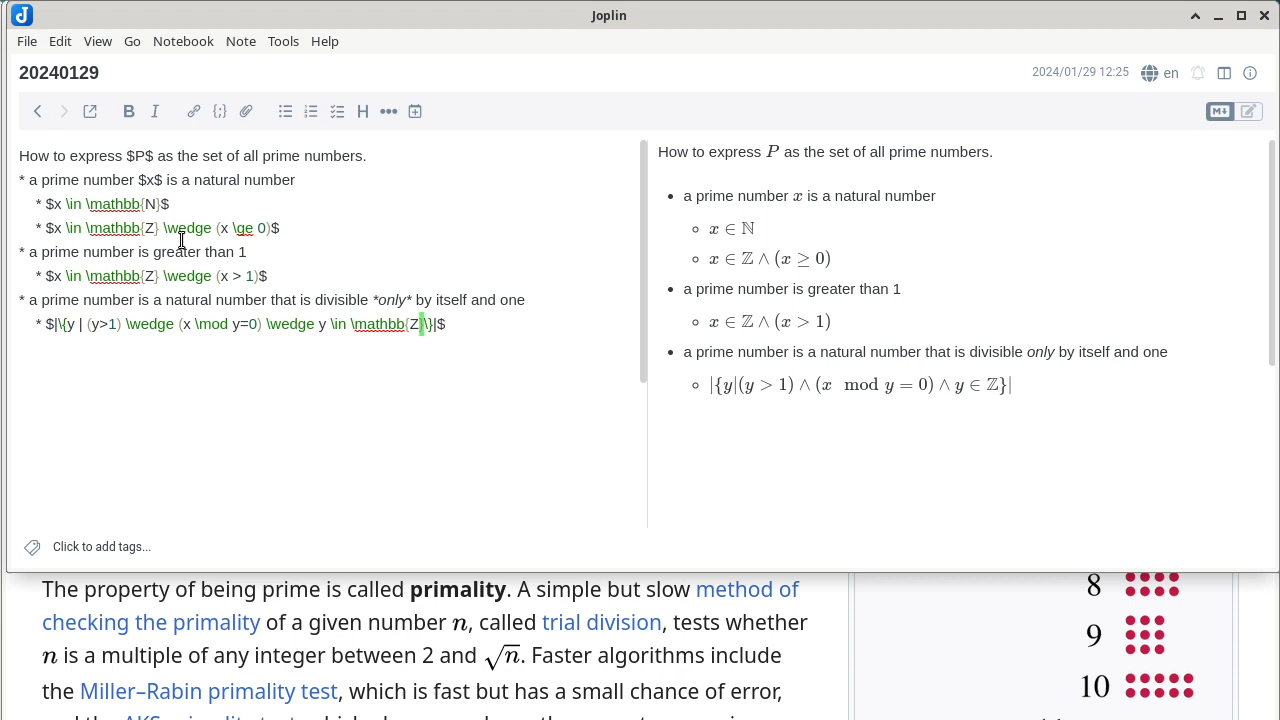 Joplin
File Edit View Go Notebook Note Tools Help
20240129
2024/01/29 12:25 en
B I H M↓
How to express $P$ as the set of all prime numbers.
* a prime number $x$ is a natural number
* $x \in \mathbb{N}$
* $x \in \mathbb{Z} \wedge (x \ge 0)$
* a prime number is greater than 1
* $x \in \mathbb{Z} \wedge (x > 1)$
* a prime number is a natural number that is divisible *only* by itself and one
* $|\{y | (y>1) \wedge (x \mod y=0) \wedge y \in \mathbb{Z}\}|$
How to express P as the set of all prime numbers.
• a prime number x is a natural number
◦ x ∈ ℕ
◦ x ∈ ℤ ∧ (x ≥ 0)
• a prime number is greater than 1
◦ x ∈ ℤ ∧ (x > 1)
• a prime number is a natural number that is divisible only by itself and one
◦ |{y|(y > 1) ∧ (x mod y = 0) ∧ y ∈ ℤ}|
Click to add tags...
The property of being prime is called primality. A simple but slow method of
checking the primality of a given number n, called trial division, tests whether
n is a multiple of any integer between 2 and √n. Faster algorithms include
the Miller–Rabin primality test, which is fast but has a small chance of error,
8
9
10